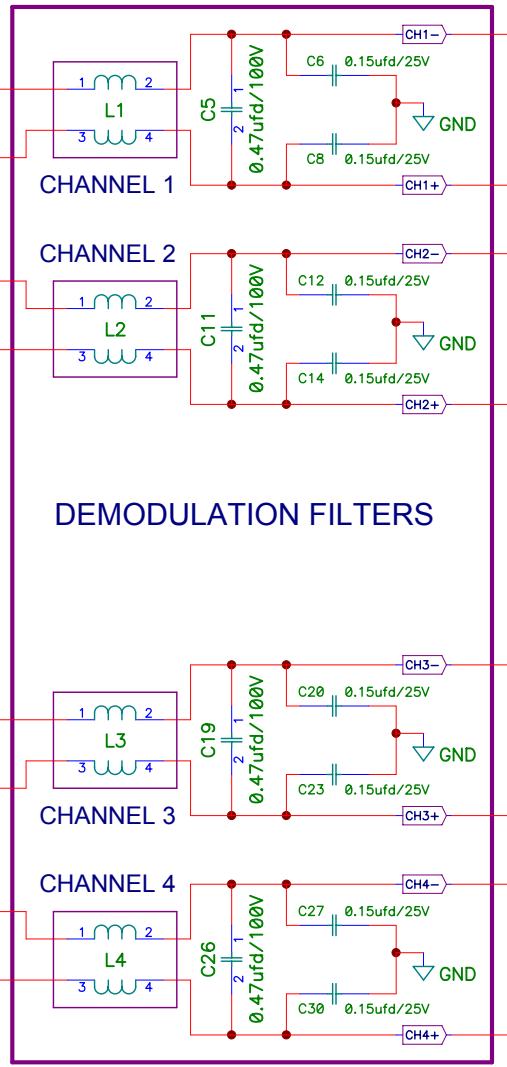 CH1-
C6 0.15ufd/25V
1 2
L1
3 4
C5
1
2
0.47ufd/100V
GND
C8 0.15ufd/25V
CHANNEL 1
CH1+
CHANNEL 2
CH2-
C12 0.15ufd/25V
1 2
L2
3 4
C11
1
2
0.47ufd/100V
GND
C14 0.15ufd/25V
CH2+
DEMODULATION FILTERS
CH3-
C20 0.15ufd/25V
1 2
L3
3 4
C19
1
2
0.47ufd/100V
GND
C23 0.15ufd/25V
CHANNEL 3
CH3+
CHANNEL 4
CH4-
C27 0.15ufd/25V
1 2
L4
3 4
C26
1
2
0.47ufd/100V
GND
C30 0.15ufd/25V
CH4+